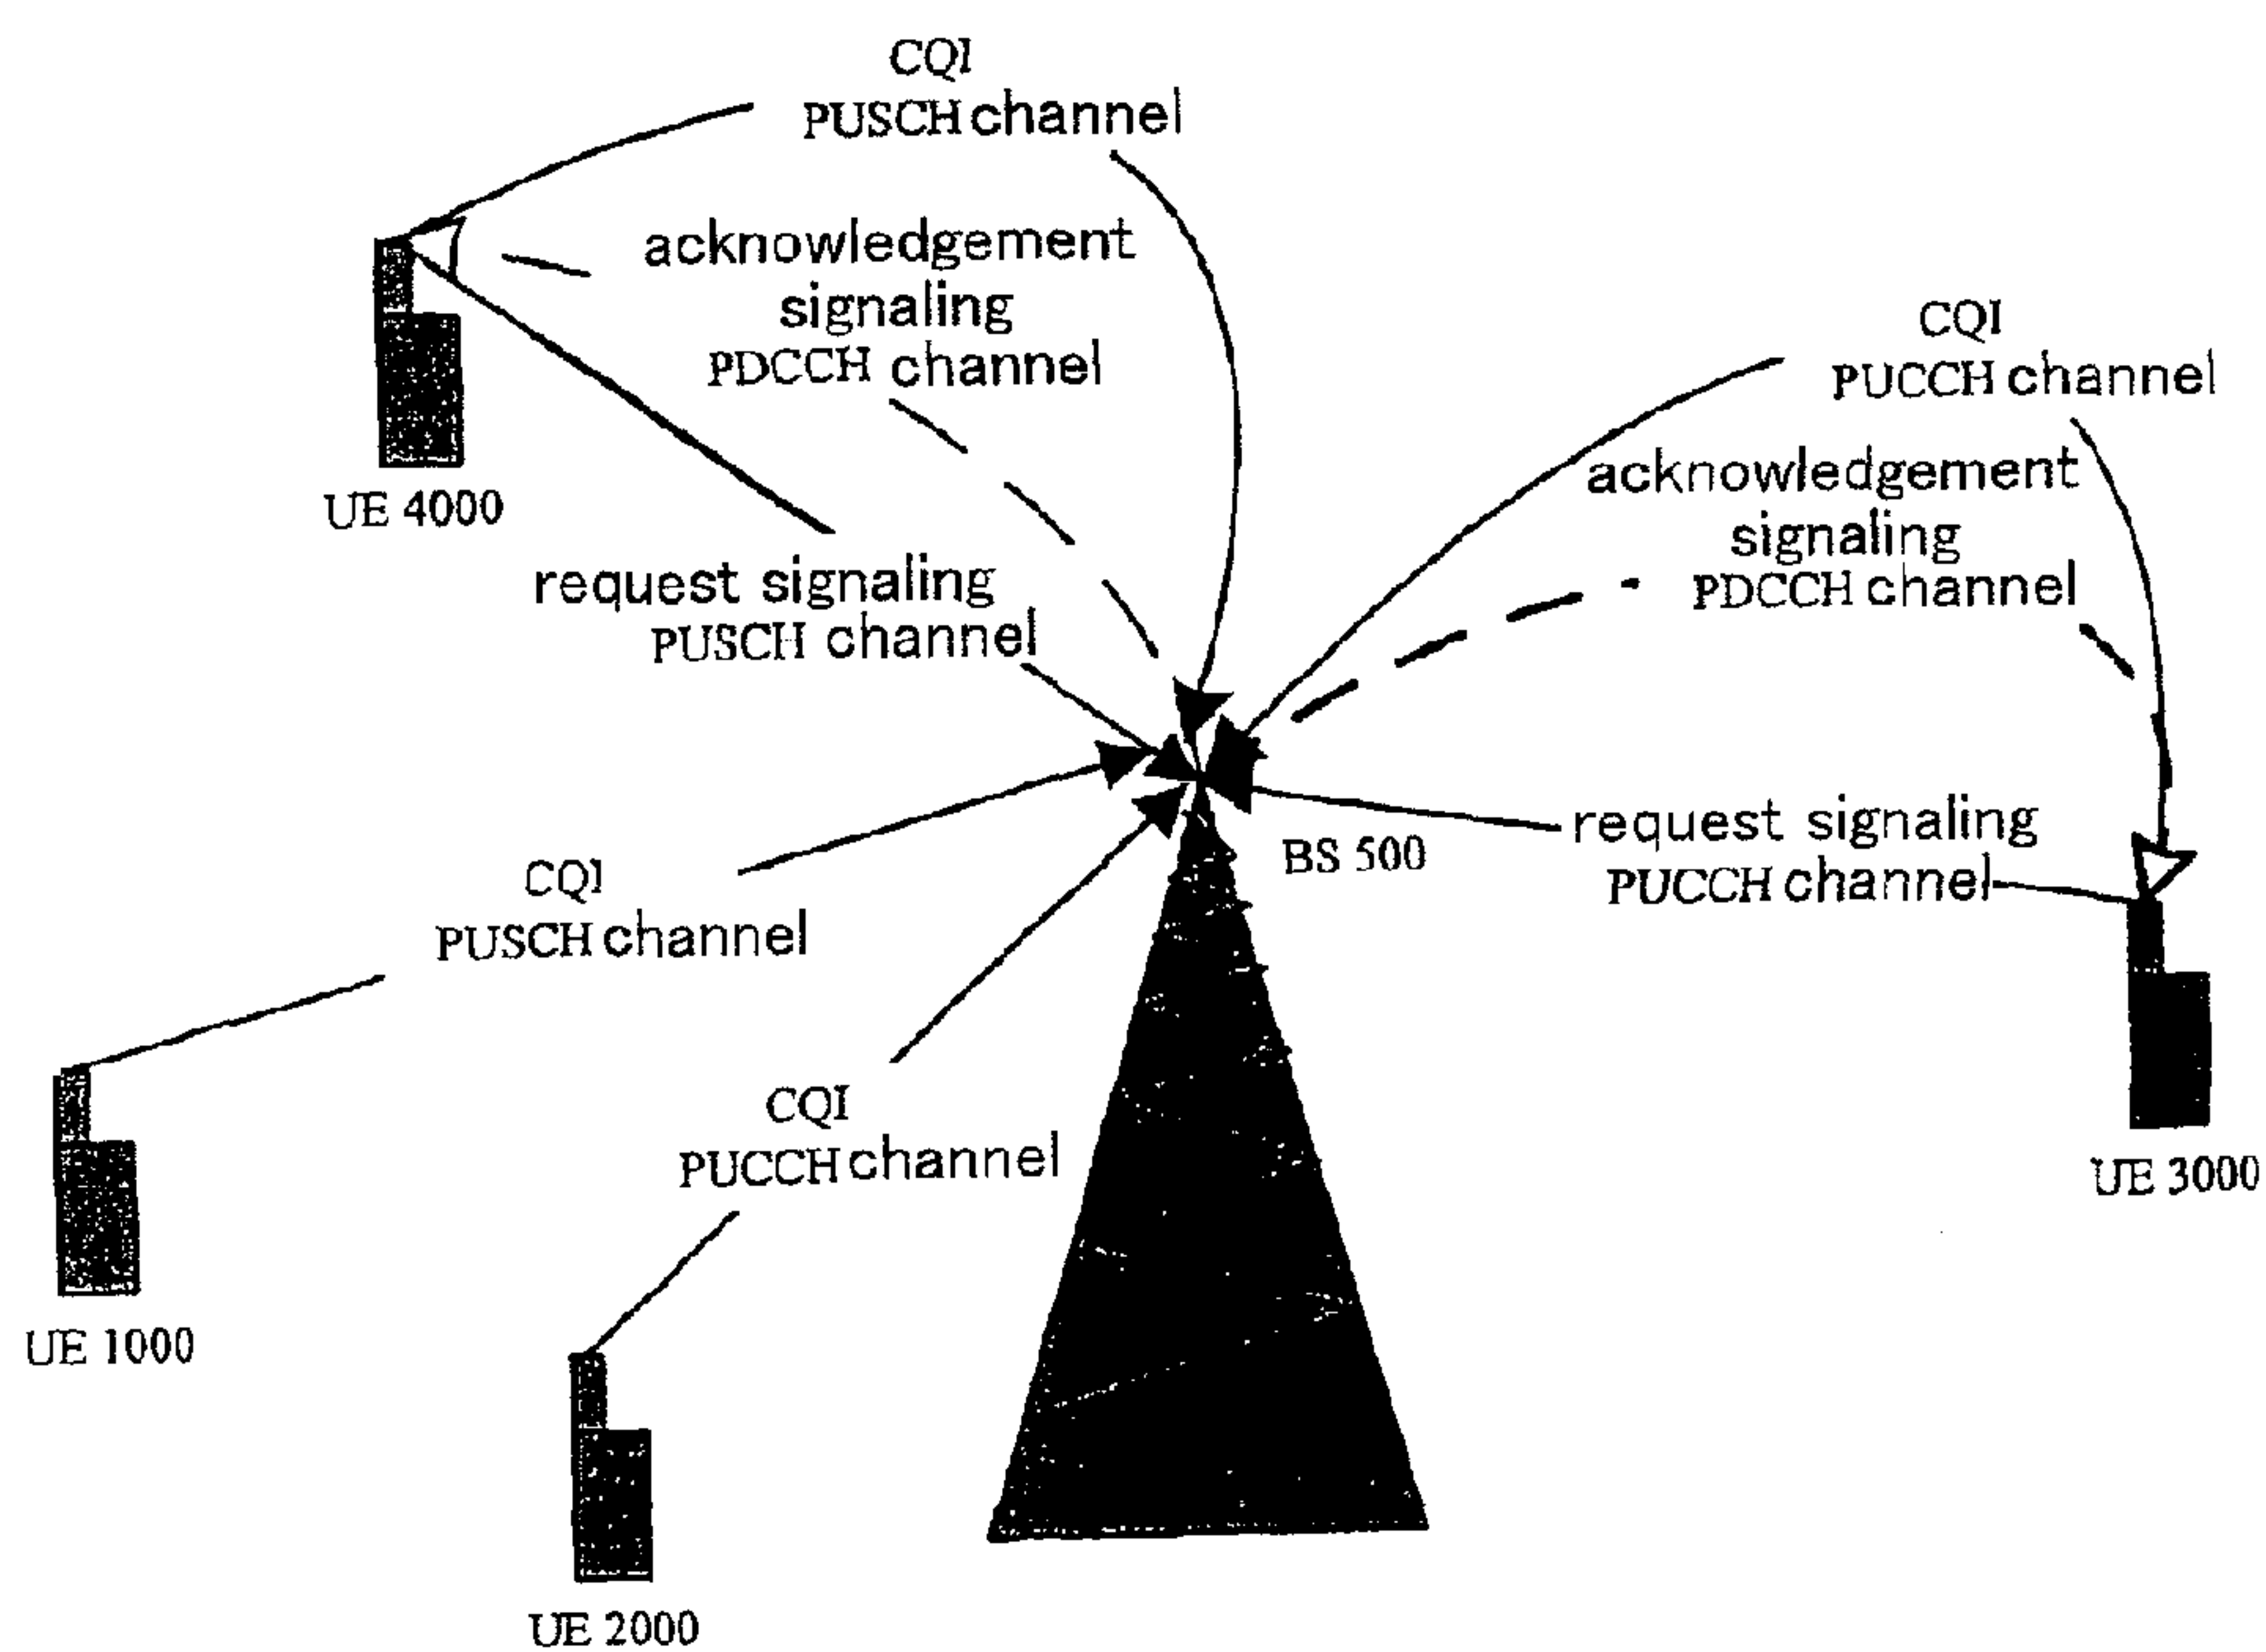 CQI
PUSCH channel
acknowledgement
signaling
PDCCH channel
UE 4000
request signaling
PUSCH channel
CQI
PUCCH channel
acknowledgement
signaling
PDCCH channel
BS 500
request signaling
PUCCH channel
UE 3000
CQI
PUSCH channel
UE 1000
CQI
PUCCH channel
UE 2000